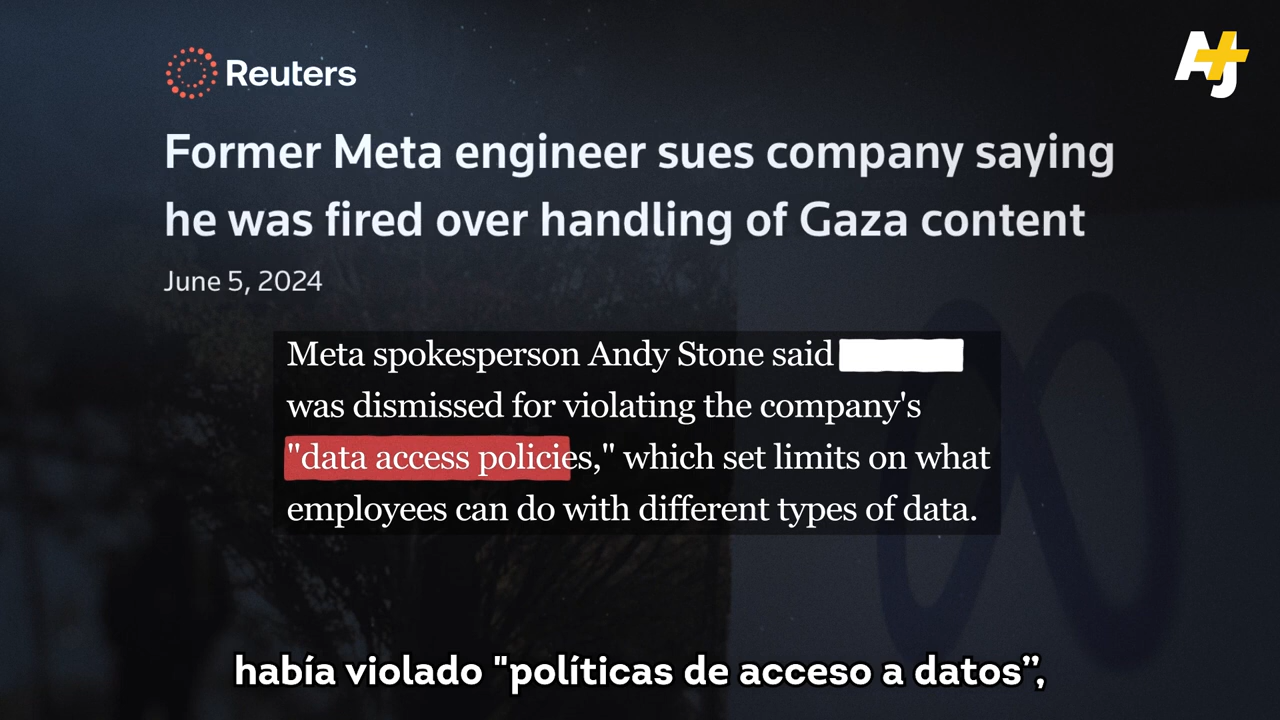 Reuters
AJ+
Former Meta engineer sues company saying
he was fired over handling of Gaza content
June 5, 2024
Meta spokesperson Andy Stone said
was dismissed for violating the company's
"data access policies," which set limits on what
employees can do with different types of data.
había violado "políticas de acceso a datos”,